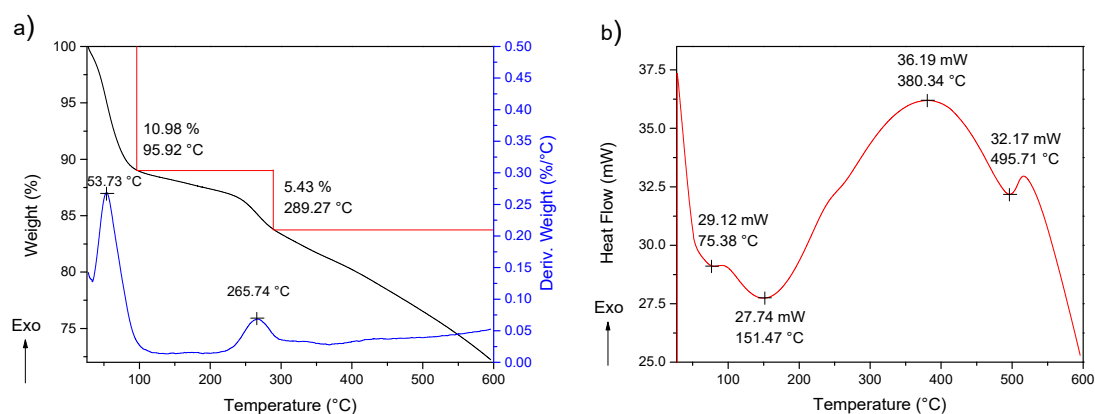 a)
100
95
90
85
80
75
Weight (%)
10.98 %
95.92 °C
5.43 %
289.27 °C
53.73 °C
265.74 °C
0.50
0.45
0.40
0.35
0.30
0.25
0.20
0.15
0.10
0.05
0.00
Deriv. Weight (%/°C)
100 200 300 400 500 600
Temperature (°C)
Exo
b)
37.5
35.0
32.5
30.0
27.5
25.0
Heat Flow (mW)
36.19 mW
380.34 °C
32.17 mW
495.71 °C
29.12 mW
75.38 °C
27.74 mW
151.47 °C
100 200 300 400 500 600
Temperature (°C)
Exo